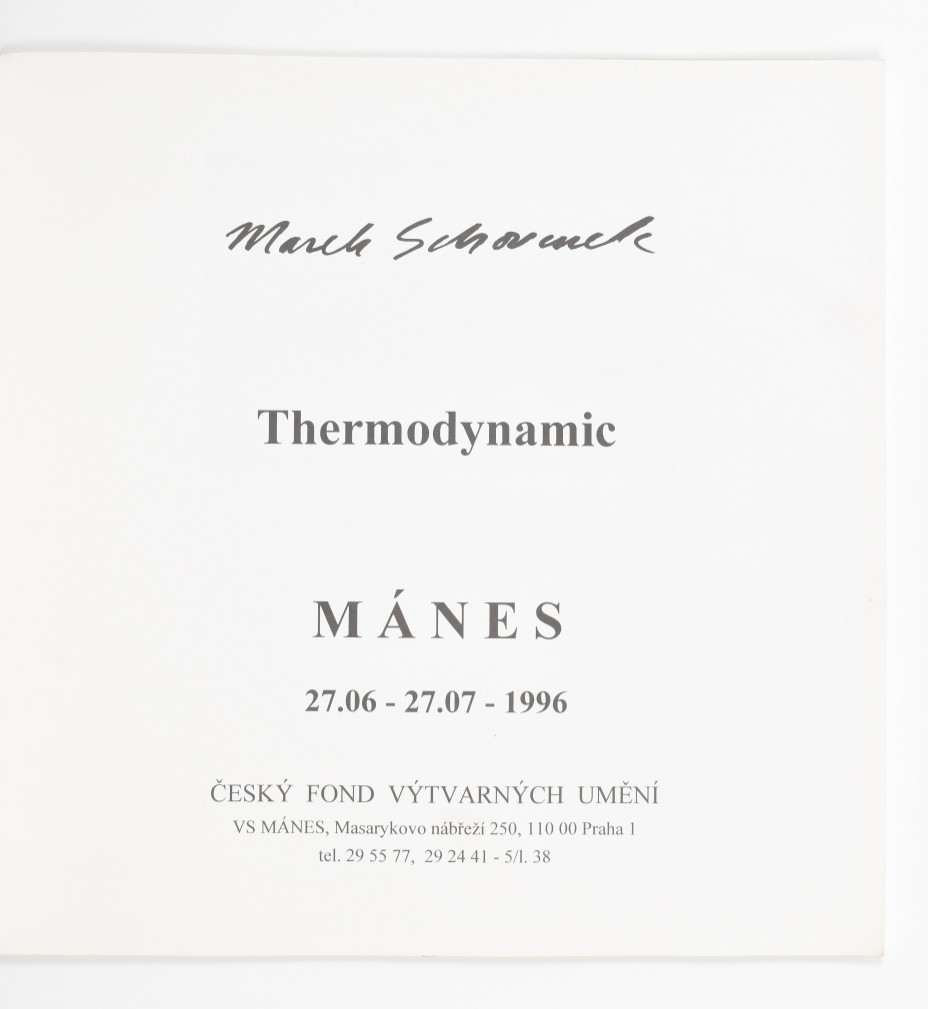 Marek Schovanek
Thermodynamic
MÁNES
27.06 - 27.07 - 1996
ČESKÝ FOND VÝTVARNÝCH UMĚNÍ
VS MÁNES, Masarykovo nábřeží 250, 110 00 Praha 1
tel. 29 55 77, 29 24 41 - 5/l. 38